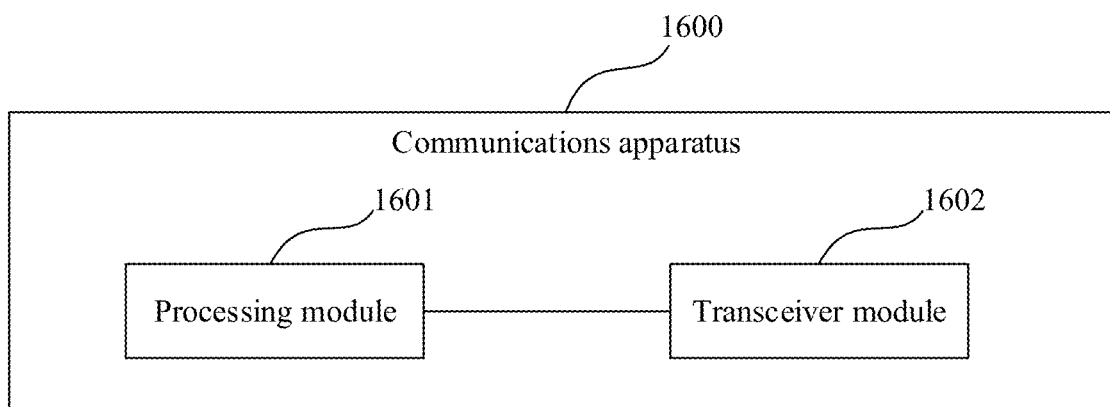 1600
Communications apparatus
1601
1602
Processing module
Transceiver module